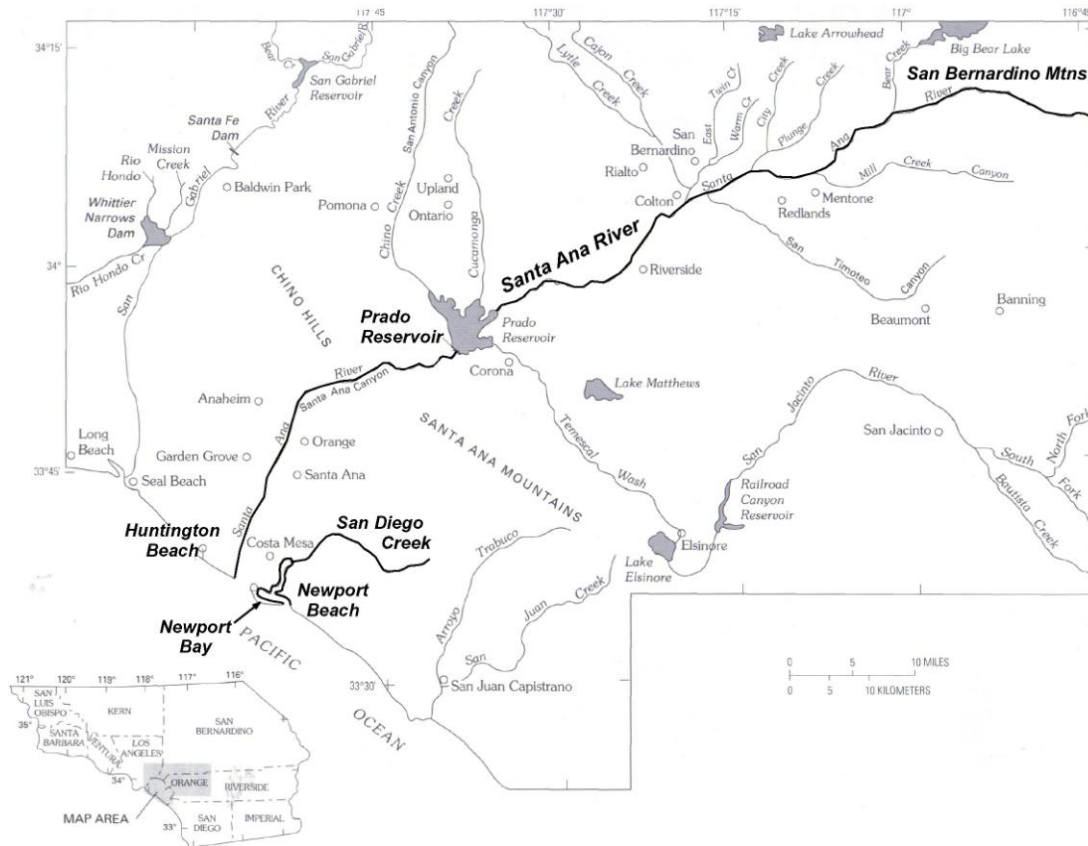 117°45'
117°30'
117°15'
117°
116°45'
34°15'
Bear Cr
San Gabriel R
San Gabriel
Reservoir
San Antonio Canyon
Creek
Lytle
Creek
Cajon
Creek
Lake Arrowhead
Bear Creek
Big Bear Lake
San Bernardino Mtns
River
Santa Fe
Dam
River
Mission
Creek
Rio
Hondo
Gabriel
Baldwin Park
Whittier
Narrows
Dam
Upland
Pomona
Ontario
Chino
Creek
Cucamonga
San
Bernardino
Rialto
Colton
East
Twin Cr
Warm Cr
City
Creek
Plunge
Creek
Santa
Ana
Mill
Creek
Canyon
Mentone
Redlands
34°
Rio Hondo Cr
San
CHINO HILLS
Santa Ana River
Riverside
San
Timoteo
Canyon
Banning
Beaumont
Prado
Reservoir
Prado
Reservoir
Corona
River
Santa Ana Canyon
Lake Matthews
Anaheim
Ana
Orange
SANTA ANA MOUNTAINS
Temescal
Wash
San
Jacinto
River
San Jacinto
North
Fork
South
Fork
Bautista
Creek
Long
Beach
33°45'
Garden Grove
Santa Ana
Seal Beach
Santa
Railroad
Canyon
Reservoir
Huntington
Beach
Costa Mesa
San Diego
Creek
Trabuco
Elsinore
Lake
Elsinore
Newport
Beach
Newport
Bay
Arroyo
San
Juan
Creek
PACIFIC
OCEAN
33°30'
San Juan Capistrano
0 5 10 MILES
0 5 10 KILOMETERS
121° 120° 119° 118° 117° 116°
SAN
LUIS
OBISPO
KERN
SAN
BERNARDINO
35°
SANTA
BARBARA
VENTURA
LOS
ANGELES
34°
ORANGE
RIVERSIDE
MAP AREA
33°
SAN
DIEGO
IMPERIAL